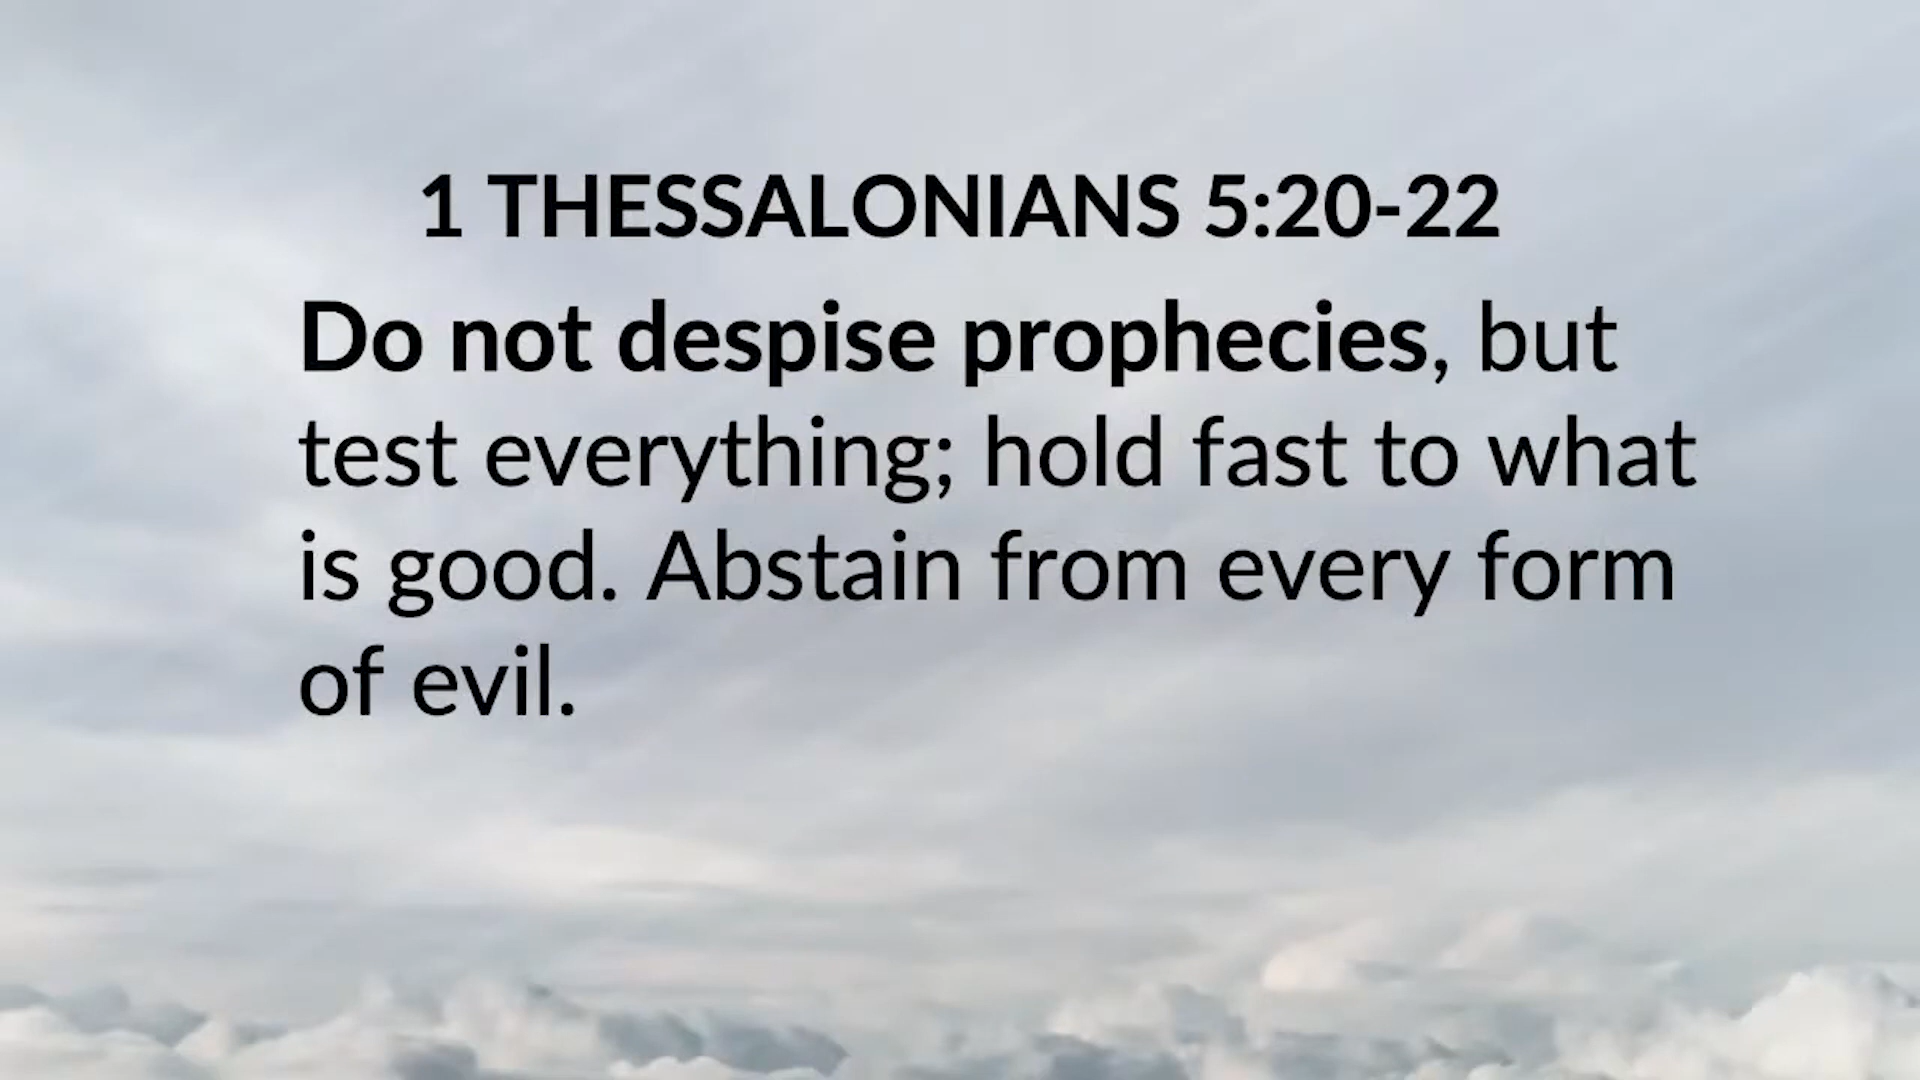 1 THESSALONIANS 5:20-22
Do not despise prophecies, but
test everything; hold fast to what
is good. Abstain from every form
of evil.